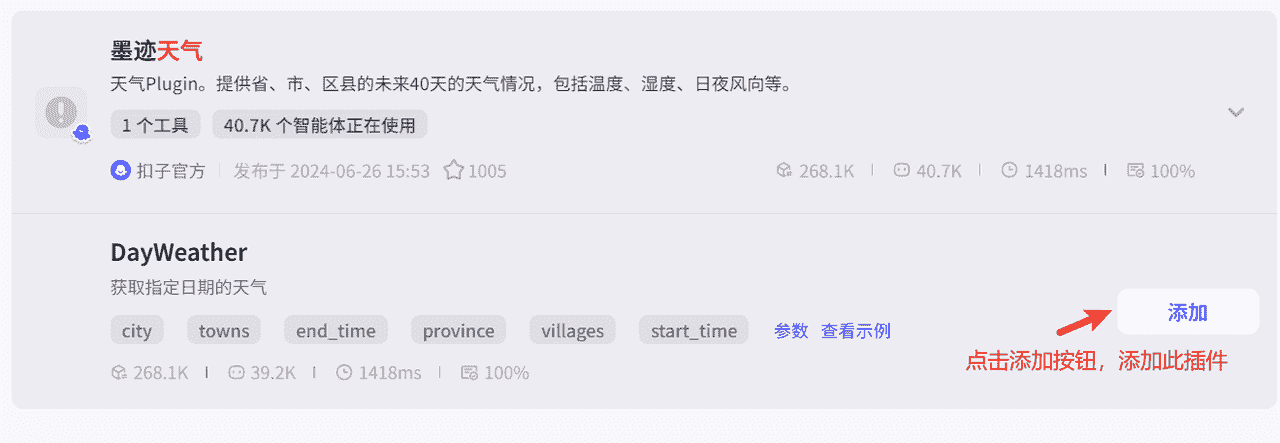 墨迹天气
天气Plugin。提供省、市、区县的未来40天的天气情况，包括温度、湿度、日夜风向等。
1 个工具 40.7K 个智能体正在使用
扣子官方 发布于 2024-06-26 15:53 1005 268.1K 40.7K 1418ms 100%
DayWeather
获取指定日期的天气
添加
city towns end_time province villages start_time 参数 查看示例
点击添加按钮，添加此插件
268.1K 39.2K 1418ms 100%